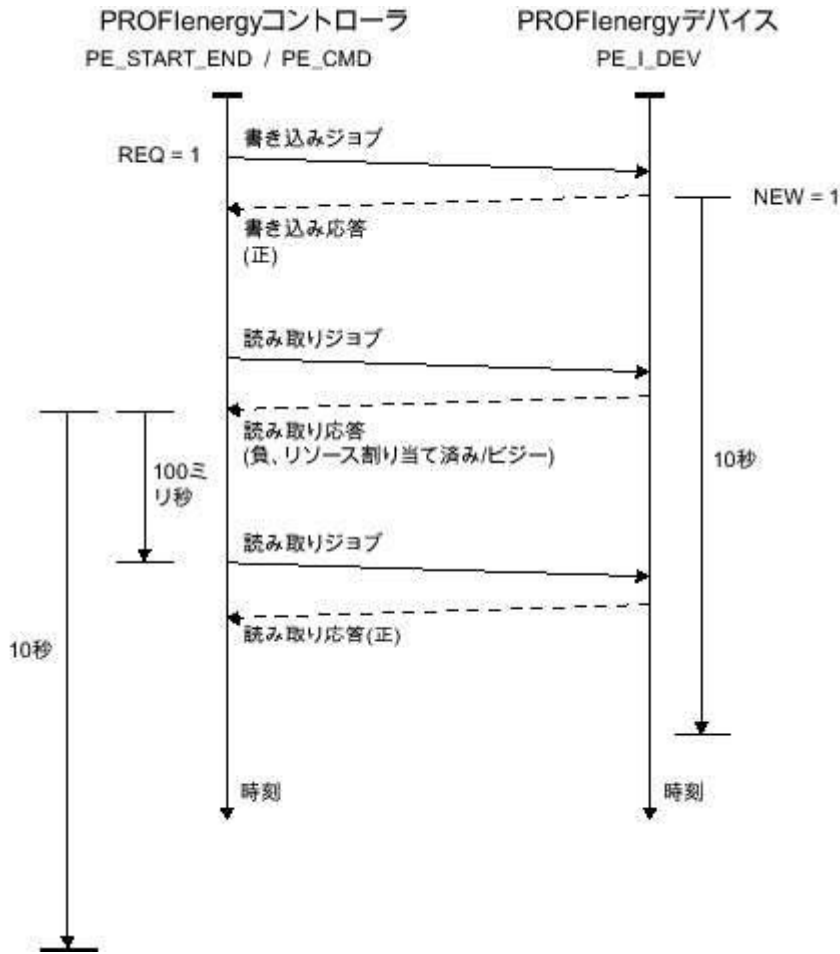 PROFIenergyコントローラ
PROFIenergyデバイス
PE_START_END / PE_CMD
PE_I_DEV
書き込みジョブ
REQ = 1
NEW = 1
書き込み応答
(正)
読み取りジョブ
読み取り応答
(負、リソース割り当て済み/ビジー)
100ミ
リ秒
10秒
読み取りジョブ
読み取り応答(正)
10秒
時刻
時刻